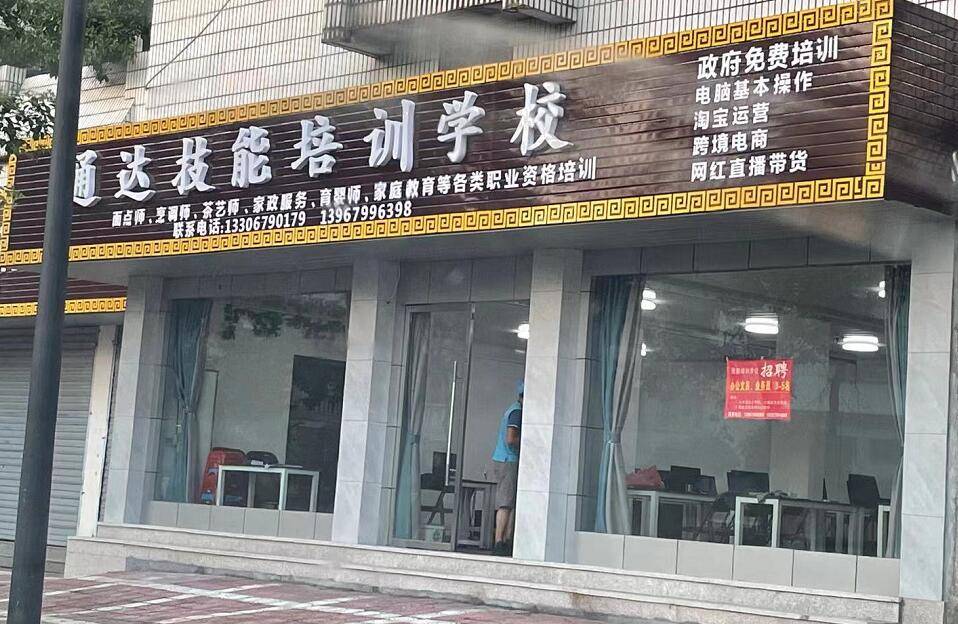 通达技能培训学校
面点师、烹调师、茶艺师、家政服务、育婴师、家庭教育等各类职业资格培训
联系电话:13306790179 13967996398
政府免费培训
电脑基本操作
淘宝运营
跨境电商
网红直播带货
招聘